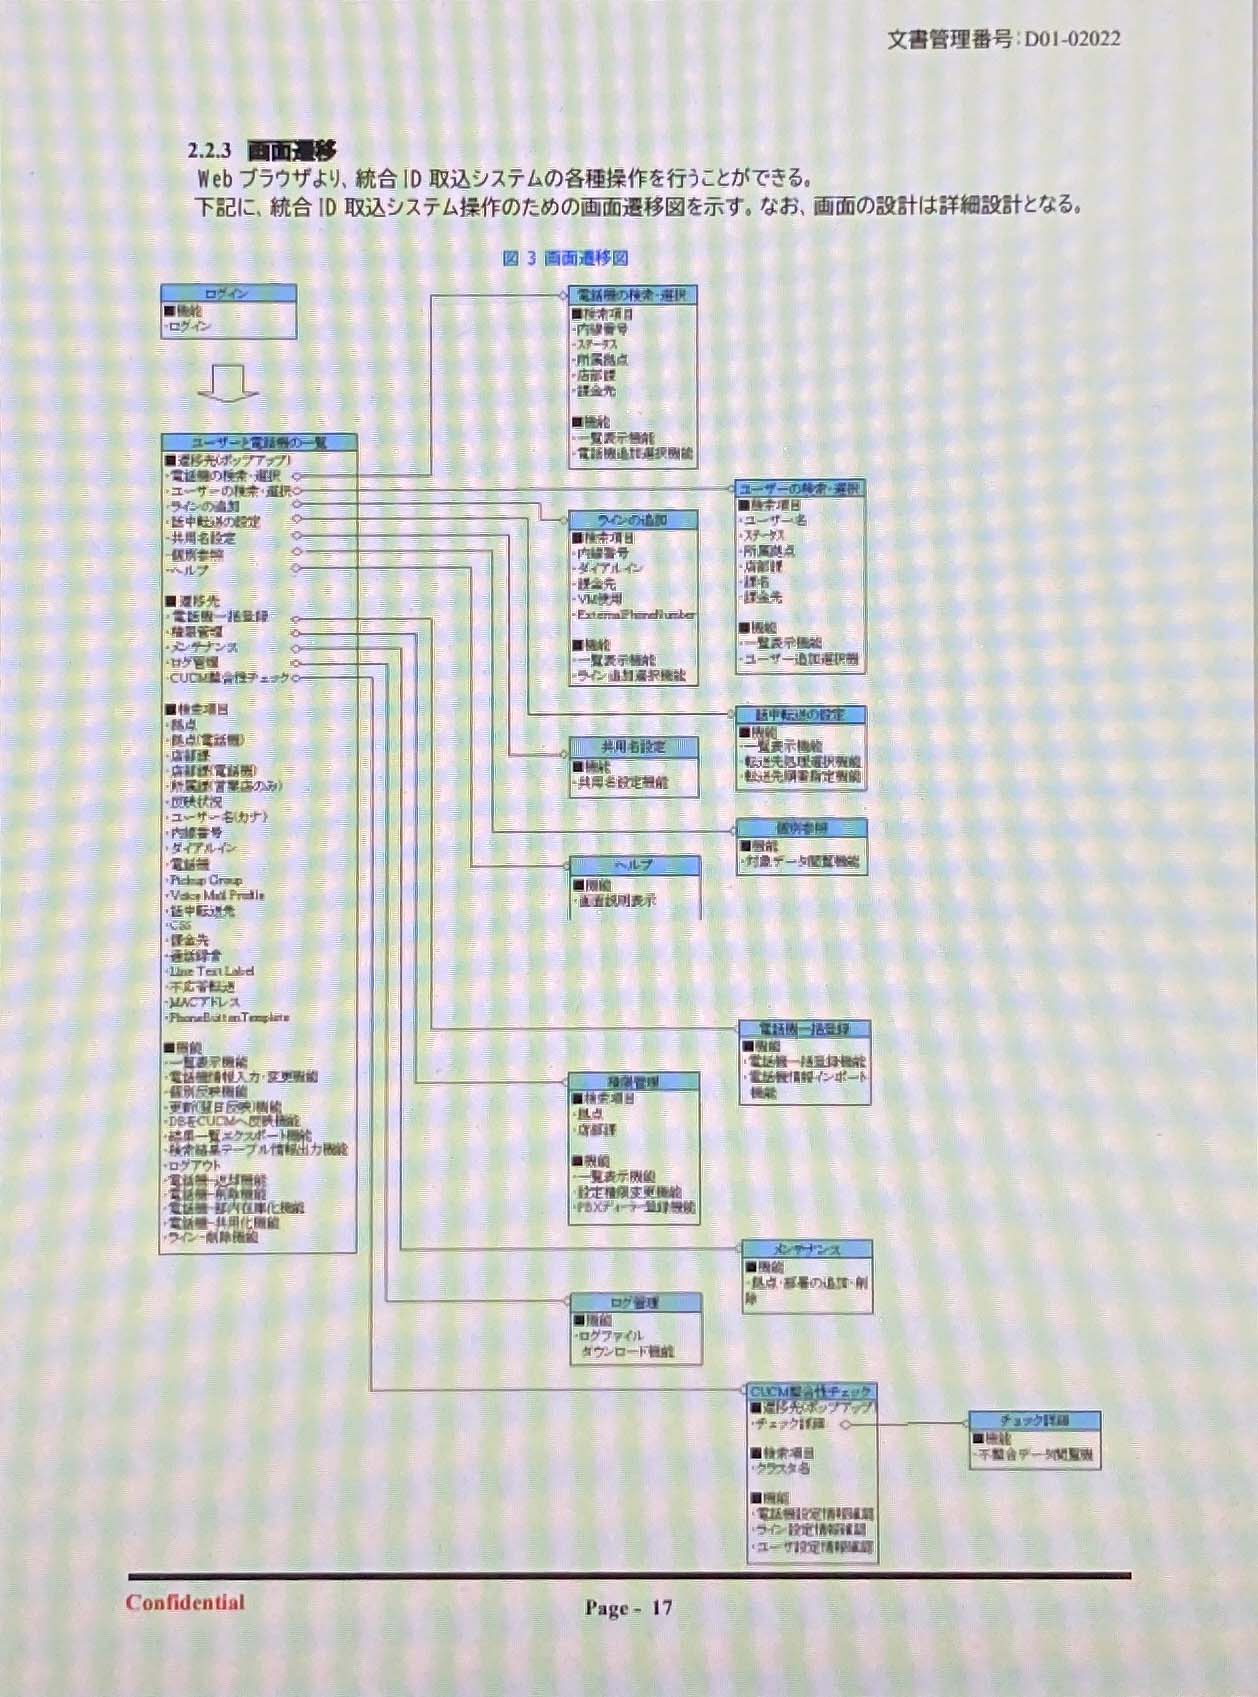 文書管理番号:D01-02022
2.2.3 画面遷移
Web ブラウザより、統合 ID 取込システムの各種操作を行うことができる。
下記に、統合 ID 取込システム操作のための画面遷移図を示す。なお、画面の設計は詳細設計となる。
図 3 画面遷移図
ログイン
■機能
・ログイン
ユーザーと電話機の一覧
■遷移先(ポップアップ)
・電話機の検索・選択
・ユーザーの検索・選択
・ラインの追加
・話中転送の設定
・共用名設定
・個別参照
・ヘルプ
■遷移先
・電話機一括登録
・権限管理
・メンテナンス
・ログ管理
・CUCM整合性チェック
■検索項目
・拠点
・拠点(電話機)
・店部課
・店部課(電話機)
・所属課(営業店のみ)
・反映状況
・ユーザー名(カナ)
・内線番号
・ダイアルイン
・電話機
・Pickup Group
・Voice Mail Profile
・話中転送先
・CSS
・課金先
・通話録音
・Line Text Label
・不応答転送
・MACアドレス
・PhoneButtonTemplate
■機能
・一覧表示機能
・電話機情報入力・変更機能
・個別反映機能
・更新(翌日反映)機能
・DBをCUCMへ反映機能
・結果一覧エクスポート機能
・検索結果テーブル情報出力機能
・ログアウト
・電話機-返却機能
・電話機-削除機能
・電話機-部内在庫化機能
・電話機-共用化機能
・ライン-削除機能
電話機の検索・選択
■検索項目
・内線番号
・ステータス
・所属拠点
・店部課
・課金先
■機能
・一覧表示機能
・電話機追加選択機能
ユーザーの検索・選択
■検索項目
・ユーザー名
・ステータス
・所属拠点
・店部課
・課名
・課金先
■機能
・一覧表示機能
・ユーザー追加選択機
ラインの追加
■検索項目
・内線番号
・ダイアルイン
・課金先
・VM使用
・ExternalPhoneNumber
■機能
・一覧表示機能
・ライン追加選択機能
話中転送の設定
■機能
・一覧表示機能
・転送先処理選択機能
・転送先順番指定機能
共用名設定
■機能
・共用名設定機能
個別参照
■機能
・対象データ閲覧機能
ヘルプ
■機能
・画面説明表示
電話機一括登録
■機能
・電話機一括登録機能
・電話機情報インポート
機能
権限管理
■検索項目
・拠点
・店部課
■機能
・一覧表示機能
・設定権限変更機能
・PBXディーラー登録機能
メンテナンス
■機能
・拠点・部署の追加・削
除
ログ管理
■機能
・ログファイル
ダウンロード機能
CUCM整合性チェック
■遷移先(ポップアップ)
・チェック詳細
■検索項目
・クラスタ名
■機能
・電話機設定情報確認
・ライン設定情報確認
・ユーザ設定情報確認
チェック詳細
■機能
・不整合データ閲覧機
Confidential
Page - 17